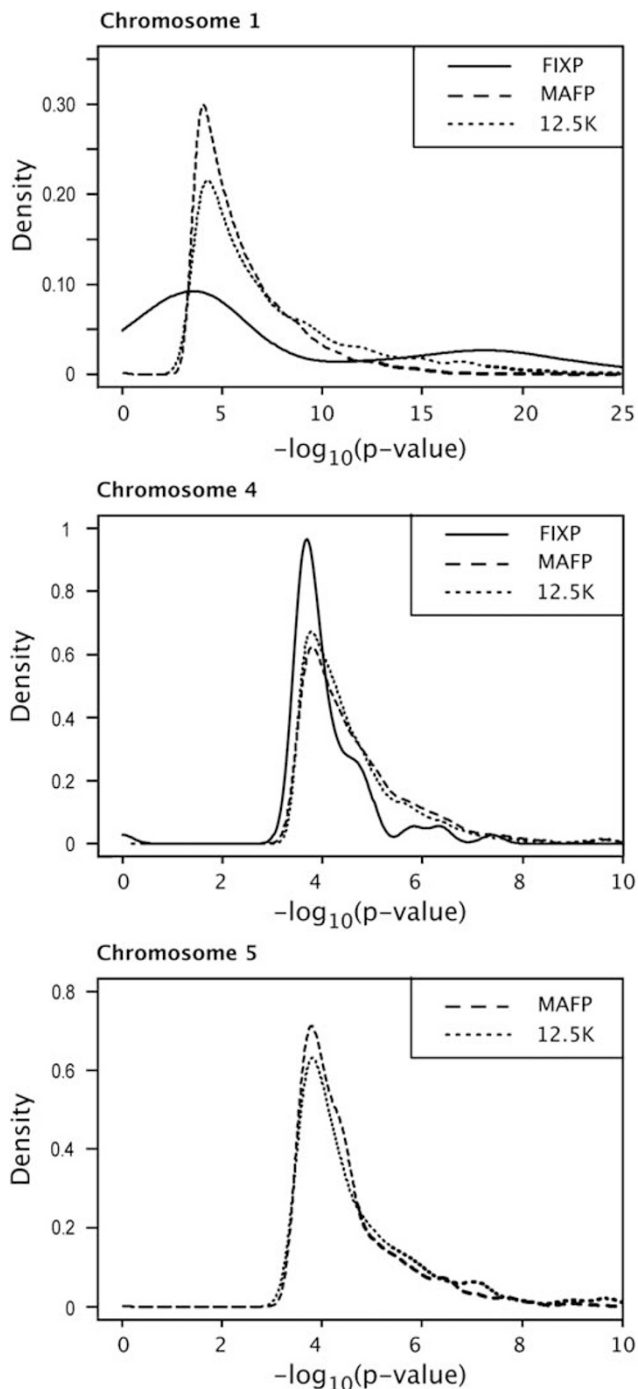 Chromosome 1
FIXP
MAFP
12.5K
Density
0.30
0.20
0.10
0
0 5 10 15 20 25
-log10(p-value)
Chromosome 4
FIXP
MAFP
12.5K
Density
1
0.8
0.6
0.4
0.2
0
0 2 4 6 8 10
-log10(p-value)
Chromosome 5
MAFP
12.5K
Density
0.8
0.6
0.4
0.2
0
0 2 4 6 8 10
-log10(p-value)